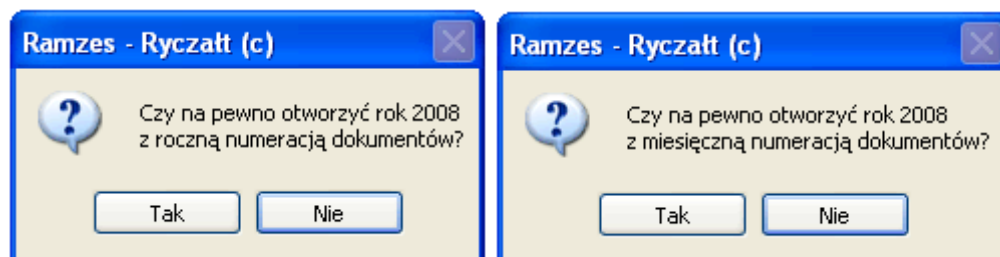 Ramzes - Ryczałt (c)
Czy na pewno otworzyć rok 2008
z roczną numeracją dokumentów?
Tak Nie
Ramzes - Ryczałt (c)
Czy na pewno otworzyć rok 2008
z miesięczną numeracją dokumentów?
Tak Nie